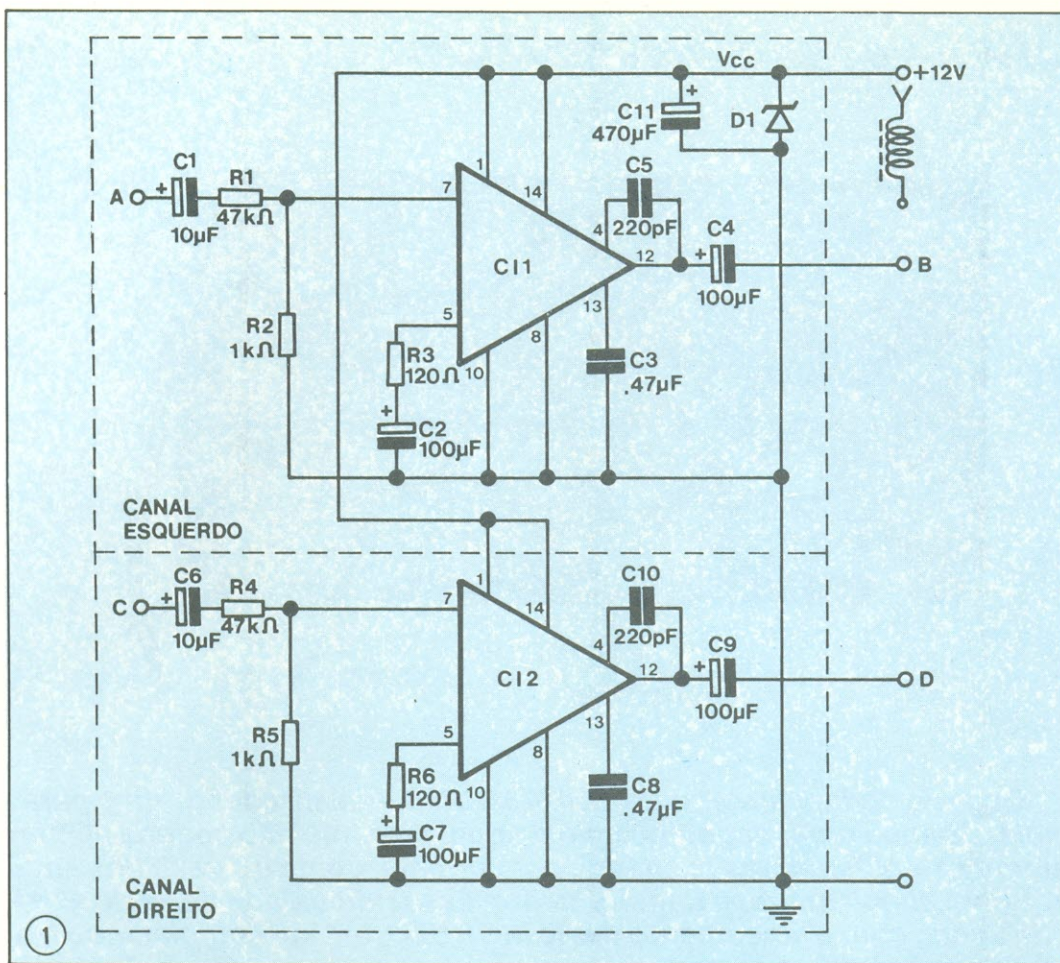 Vcc
+12V
+
C11
470µF
D1
C5
220pF
C1
+
R1
47kΩ
10µF
A
7
1
14
4
12
C4
+
100µF
B
CI1
13
R2
1kΩ
5
R3
120Ω
10
8
C3
.47µF
+
C2
100µF
CANAL
ESQUERDO
C6
+
R4
47kΩ
10µF
C
7
1
14
C10
220pF
4
12
C9
+
100µF
D
CI2
13
R5
1kΩ
5
R6
120Ω
10
8
C8
.47µF
+
C7
100µF
CANAL
DIREITO
1